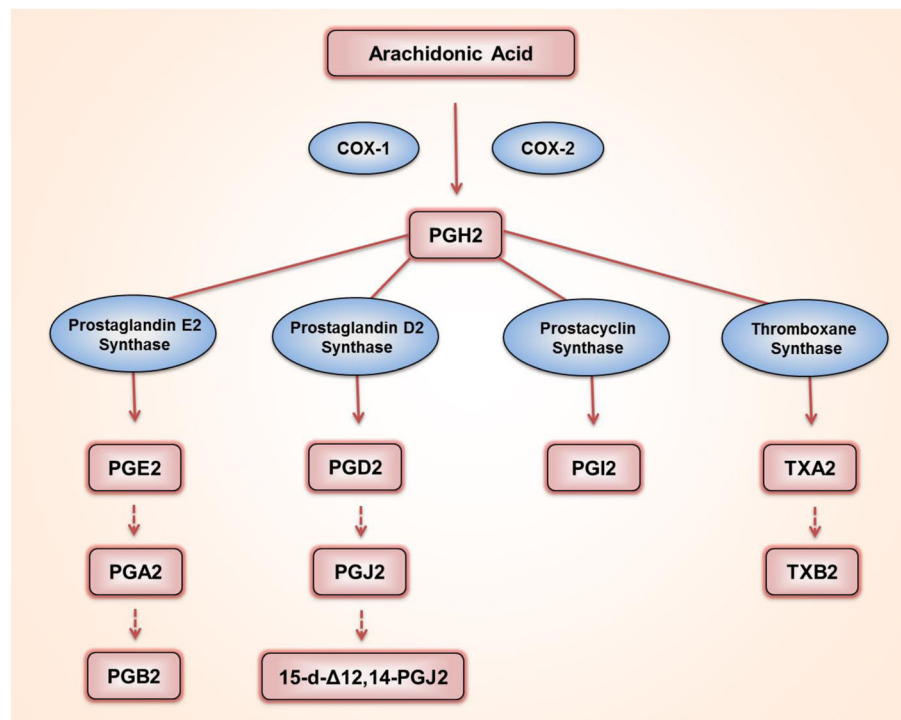 Arachidonic Acid
COX-1
COX-2
PGH2
Prostaglandin E2
Synthase
Prostaglandin D2
Synthase
Prostacyclin
Synthase
Thromboxane
Synthase
PGE2
PGD2
PGI2
TXA2
PGA2
PGJ2
TXB2
PGB2
15-d-Δ12,14-PGJ2